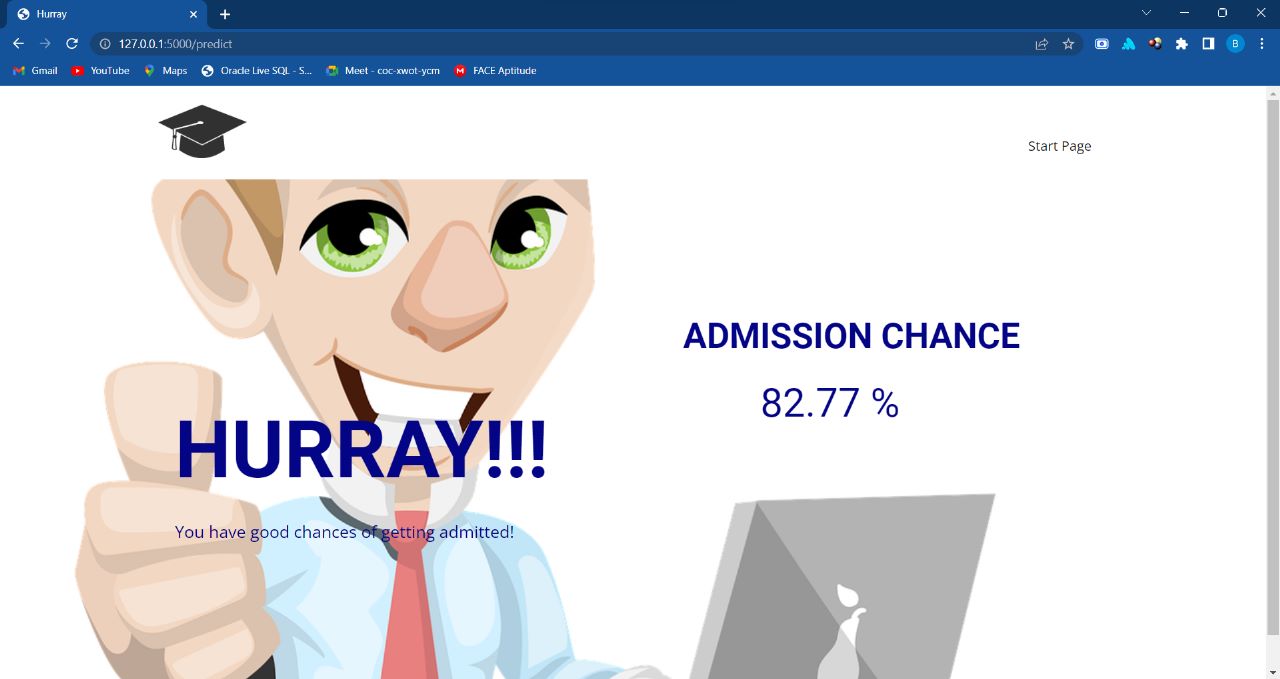 Hurray
127.0.0.1:5000/predict
B
Gmail
YouTube
Maps
Oracle Live SQL - S...
Meet - coc-xwot-ycm
M
FACE Aptitude
Start Page
ADMISSION CHANCE
82.77 %
HURRAY!!!
You have good chances of getting admitted!